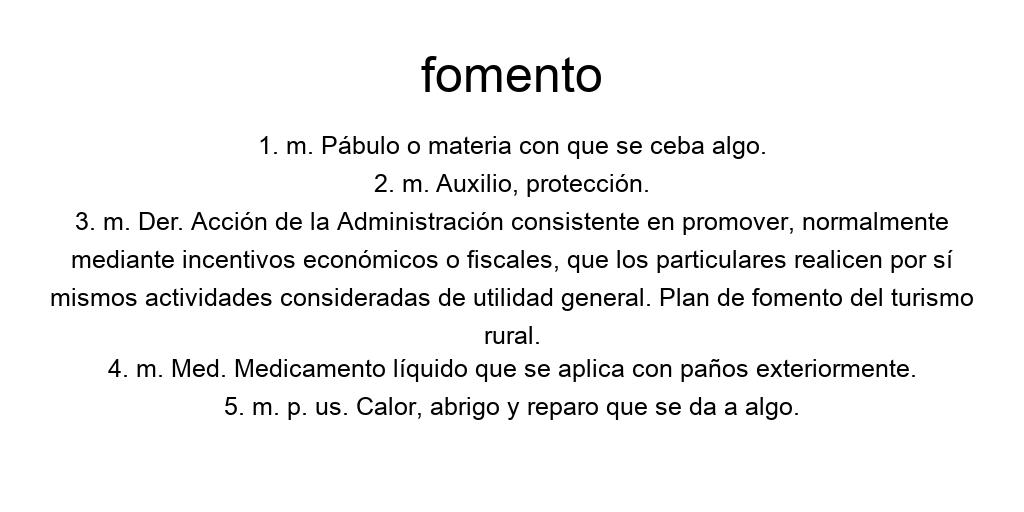 fomento
1. m. Pábulo o materia con que se ceba algo.
2. m. Auxilio, protección.
3. m. Der. Acción de la Administración consistente en promover, normalmente
mediante incentivos económicos o fiscales, que los particulares realicen por sí
mismos actividades consideradas de utilidad general. Plan de fomento del turismo
rural.
4. m. Med. Medicamento líquido que se aplica con paños exteriormente.
5. m. p. us. Calor, abrigo y reparo que se da a algo.